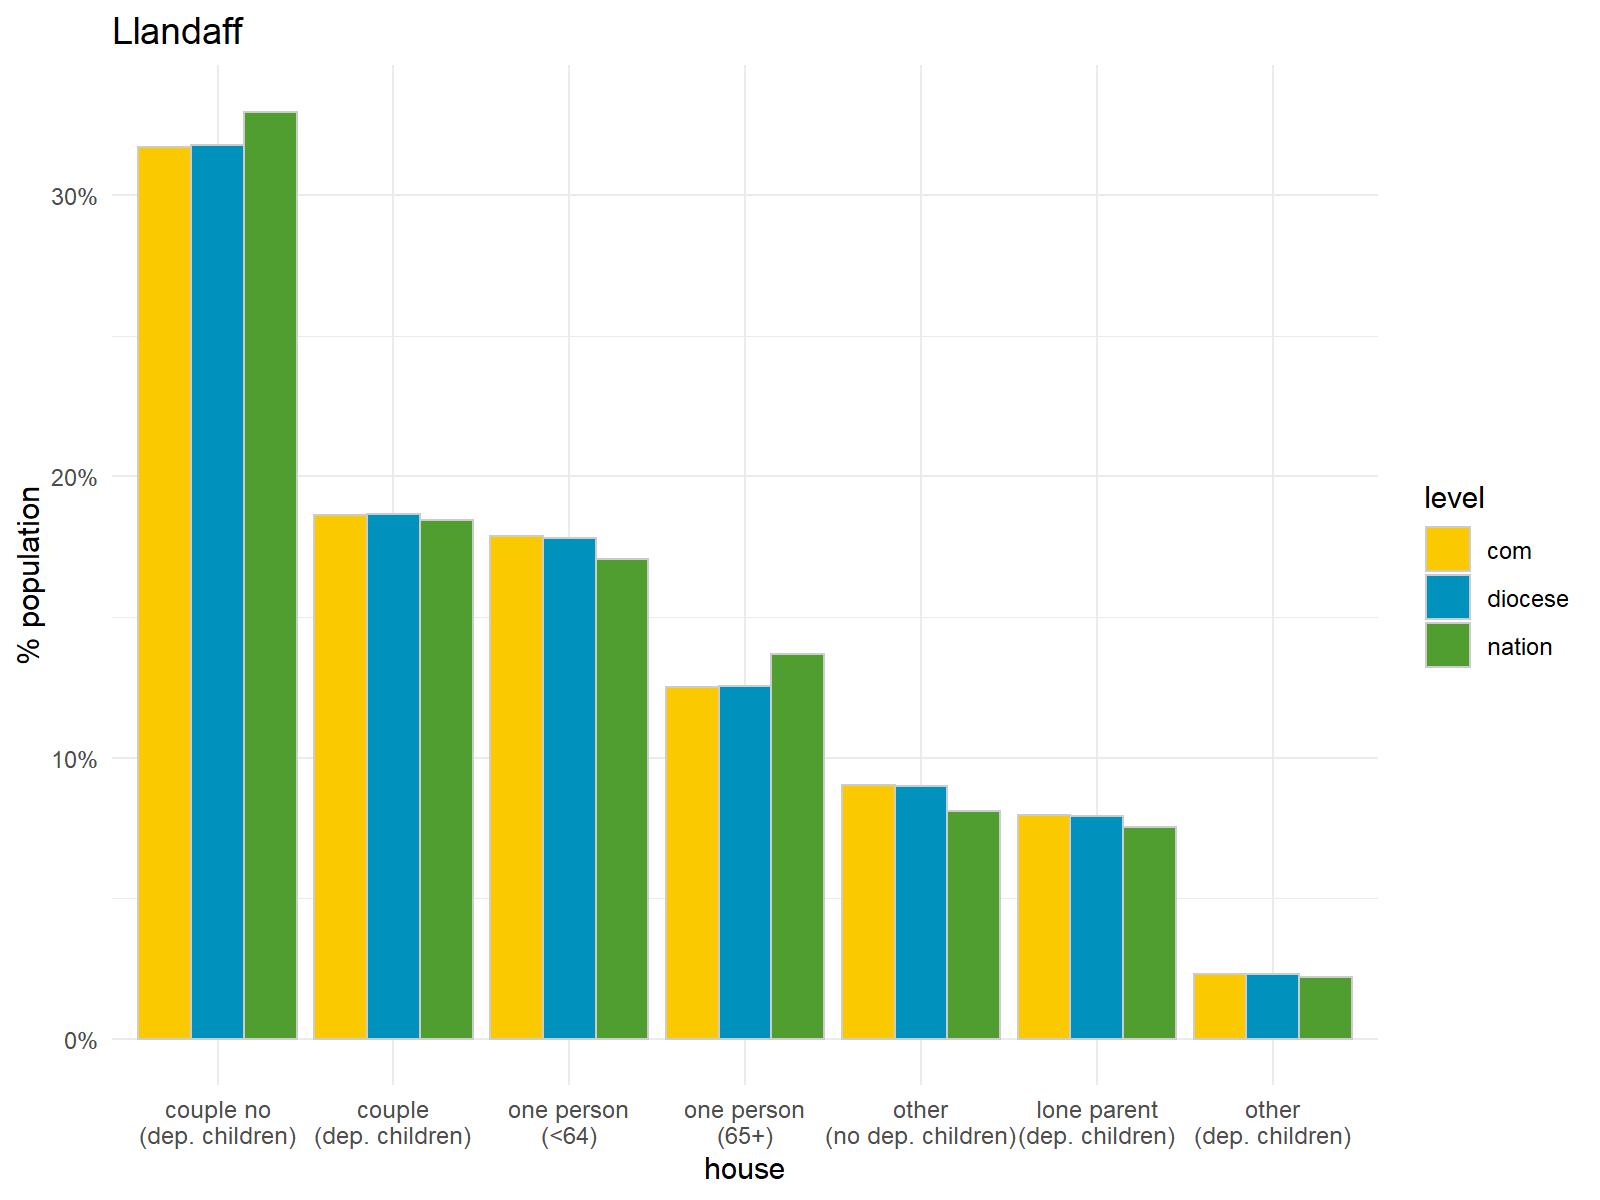 Llandaff
30%
20%
10%
0%
% population
couple no
(dep. children)
couple
(dep. children)
one person
(<64)
one person
(65+)
other
(no dep. children)
lone parent
(dep. children)
other
(dep. children)
house
level
com
diocese
nation